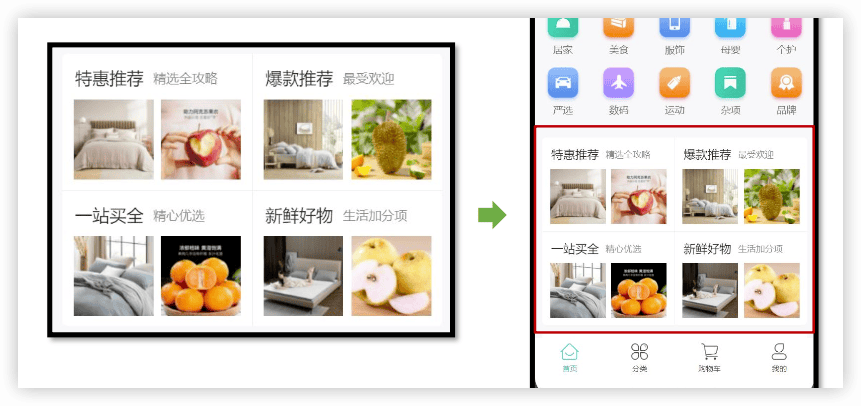 特惠推荐 精选全攻略
爆款推荐 最受欢迎
一站买全 精心优选
新鲜好物 生活加分项
居家 美食 服饰 母婴 个护
严选 数码 运动 杂项 品牌
特惠推荐 精选全攻略
爆款推荐 最受欢迎
一站买全 精心优选
新鲜好物 生活加分项
首页 分类 购物车 我的